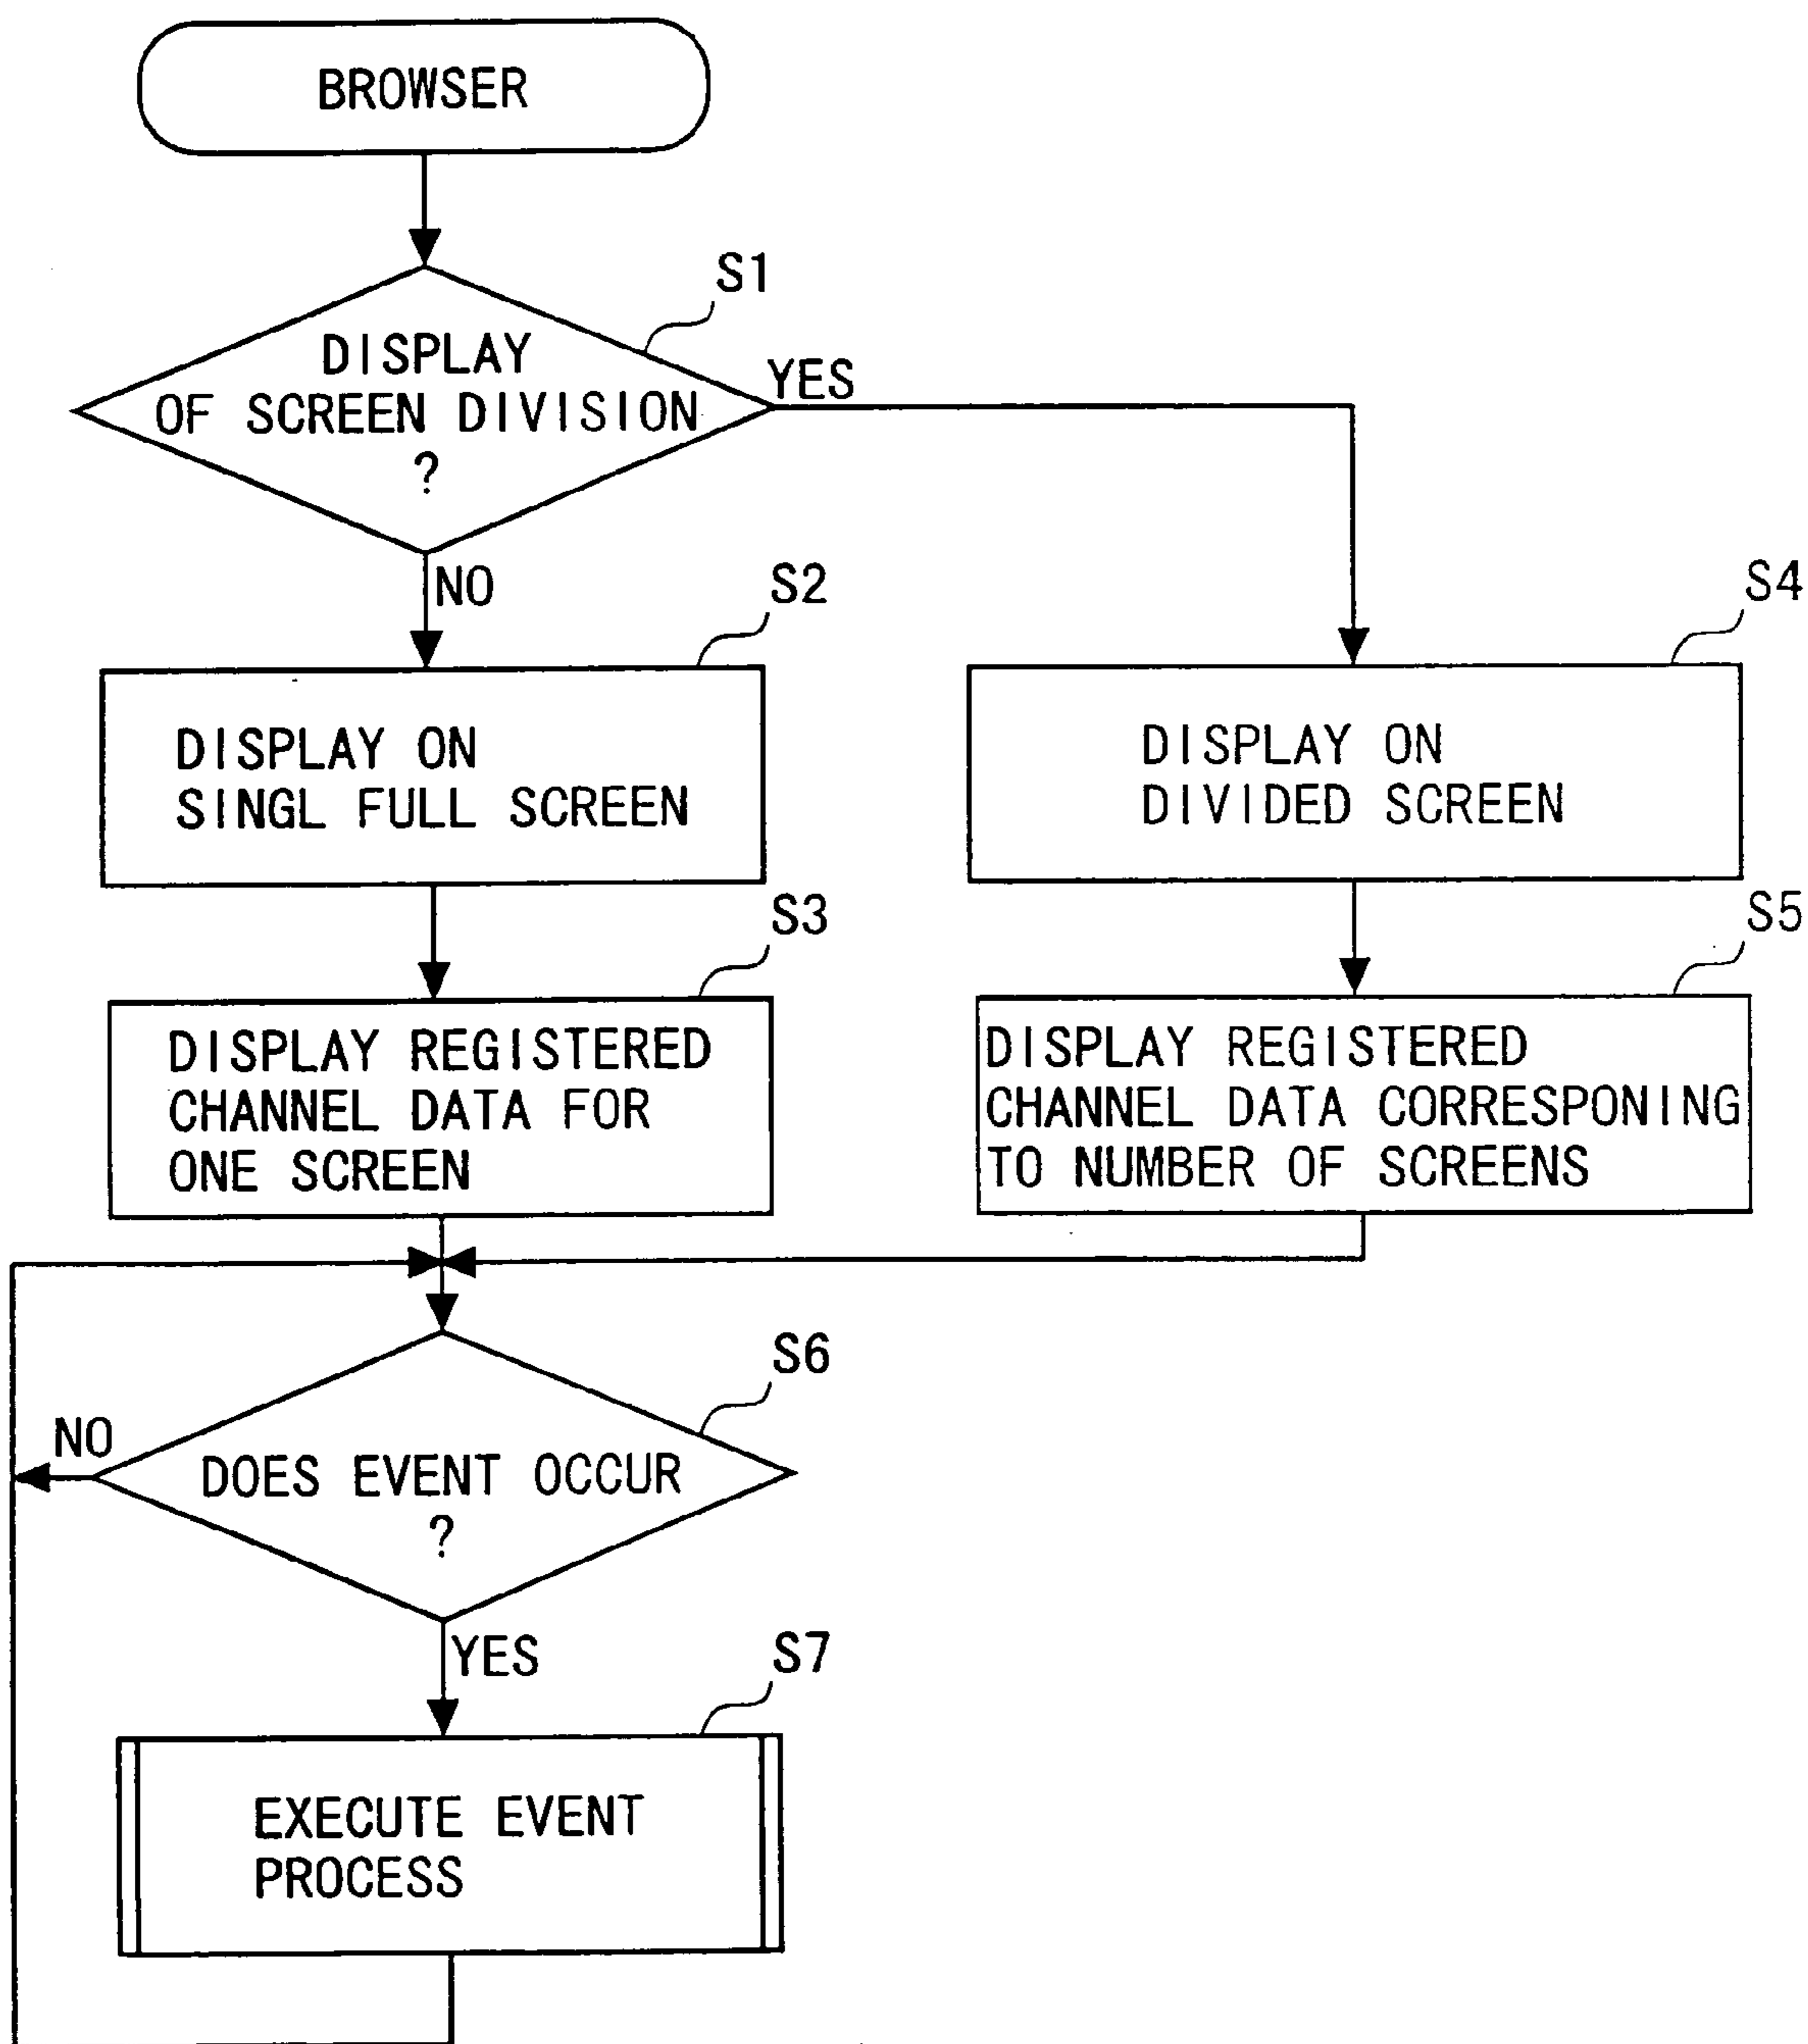 BROWSER
S1
DISPLAY
OF SCREEN DIVISION
?
YES
NO
S2
DISPLAY ON
SINGL FULL SCREEN
S4
DISPLAY ON
DIVIDED SCREEN
S3
DISPLAY REGISTERED
CHANNEL DATA FOR
ONE SCREEN
S5
DISPLAY REGISTERED
CHANNEL DATA CORRESPONING
TO NUMBER OF SCREENS
S6
DOES EVENT OCCUR
?
NO
YES
S7
EXECUTE EVENT
PROCESS